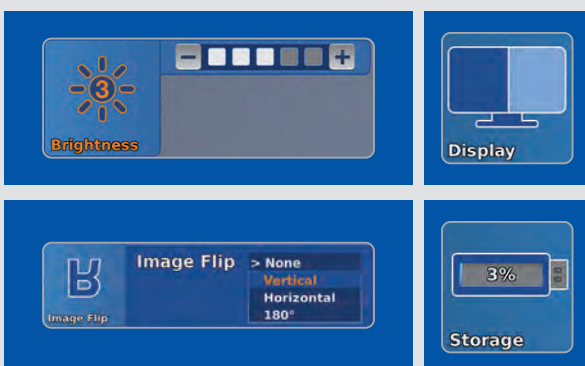 3
Brightness
Display
Image Flip
> None
Vertical
Horizontal
180°
R
Image Flip
3%
Storage